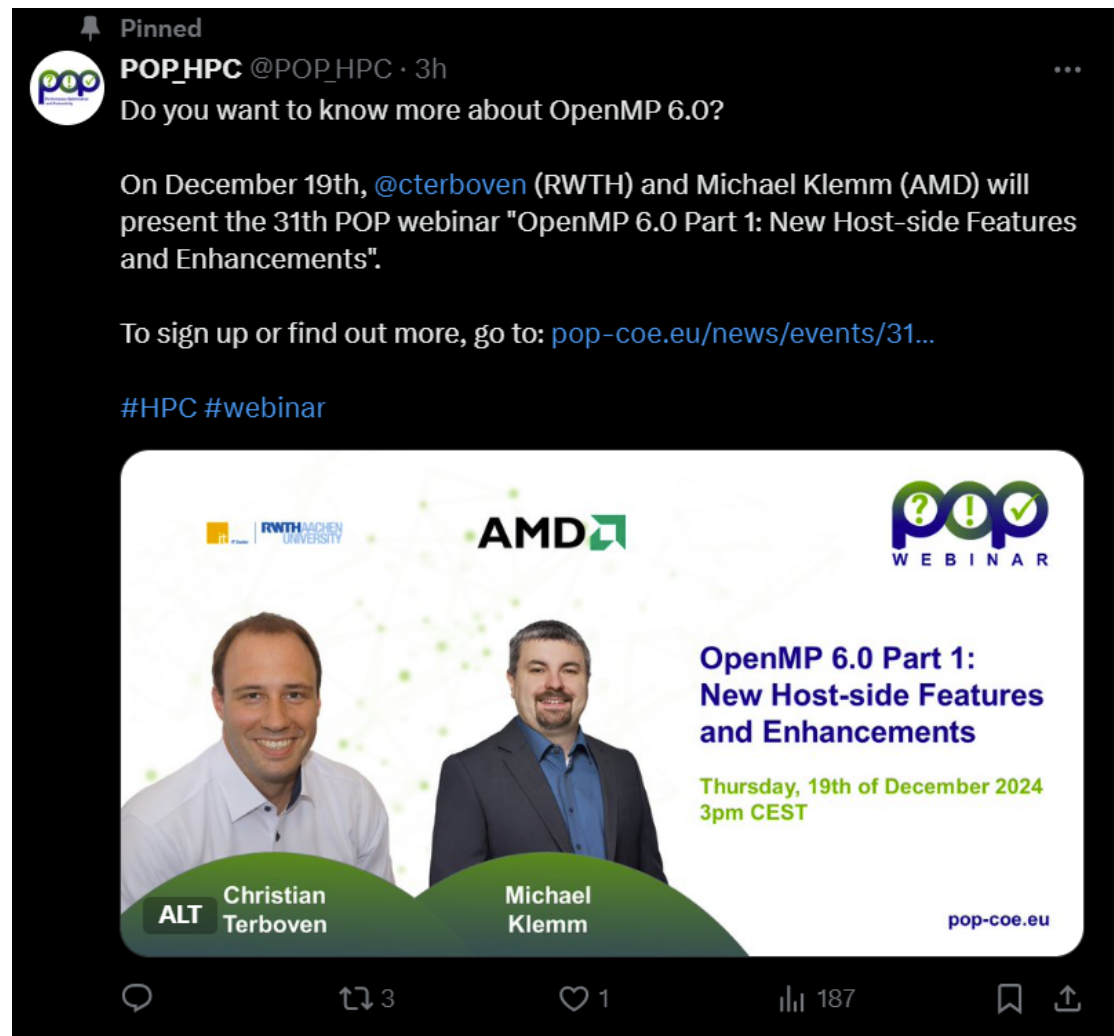 Pinned
POP_HPC @POP_HPC · 3h
Do you want to know more about OpenMP 6.0?
On December 19th, @cterboven (RWTH) and Michael Klemm (AMD) will
present the 31th POP webinar "OpenMP 6.0 Part 1: New Host-side Features
and Enhancements".
To sign up or find out more, go to: pop-coe.eu/news/events/31...
#HPC #webinar
it IT Center
RWTHAACHEN
UNIVERSITY
AMD
pop
WEBINAR
OpenMP 6.0 Part 1:
New Host-side Features
and Enhancements
Thursday, 19th of December 2024
3pm CEST
Christian
Terboven
Michael
Klemm
ALT
pop-coe.eu
3
1
187